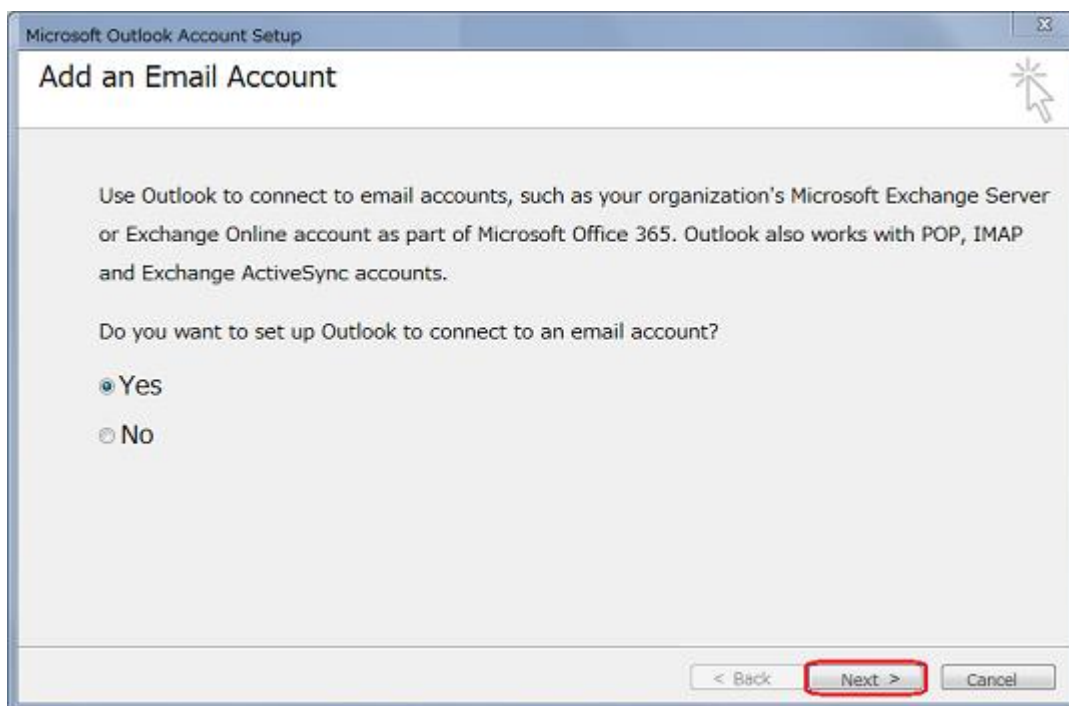 Microsoft Outlook Account Setup
Add an Email Account
Use Outlook to connect to email accounts, such as your organization's Microsoft Exchange Server
or Exchange Online account as part of Microsoft Office 365. Outlook also works with POP, IMAP
and Exchange ActiveSync accounts.
Do you want to set up Outlook to connect to an email account?
Yes
No
< Back Next > Cancel